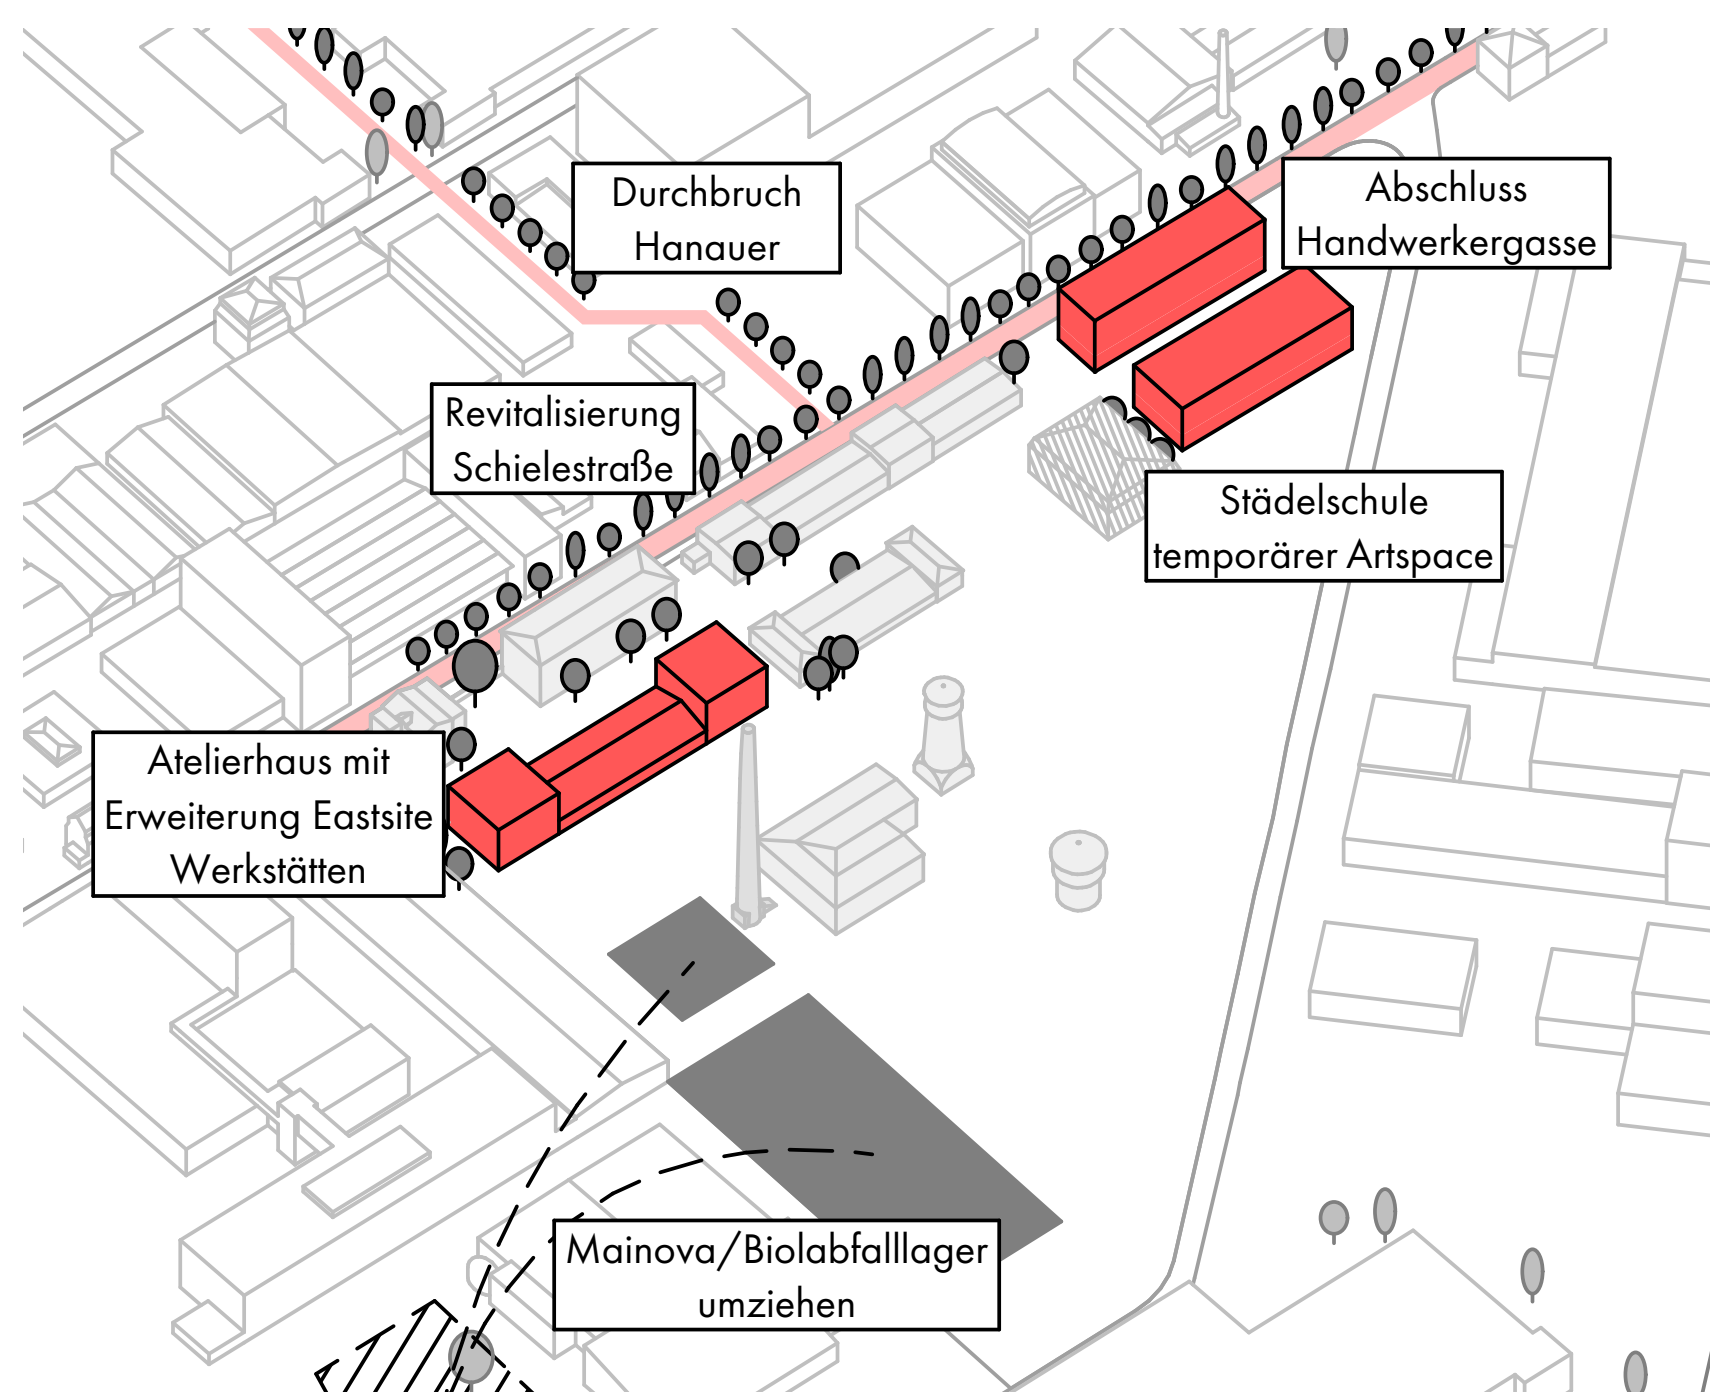 Durchbruch
Hanauer
Abschluss
Handwerkergasse
Revitalisierung
Schielestraße
Städelschule
temporärer Artspace
Atelierhaus mit
Erweiterung Eastsite
Werkstätten
Mainova/Biolabfalllager
umziehen